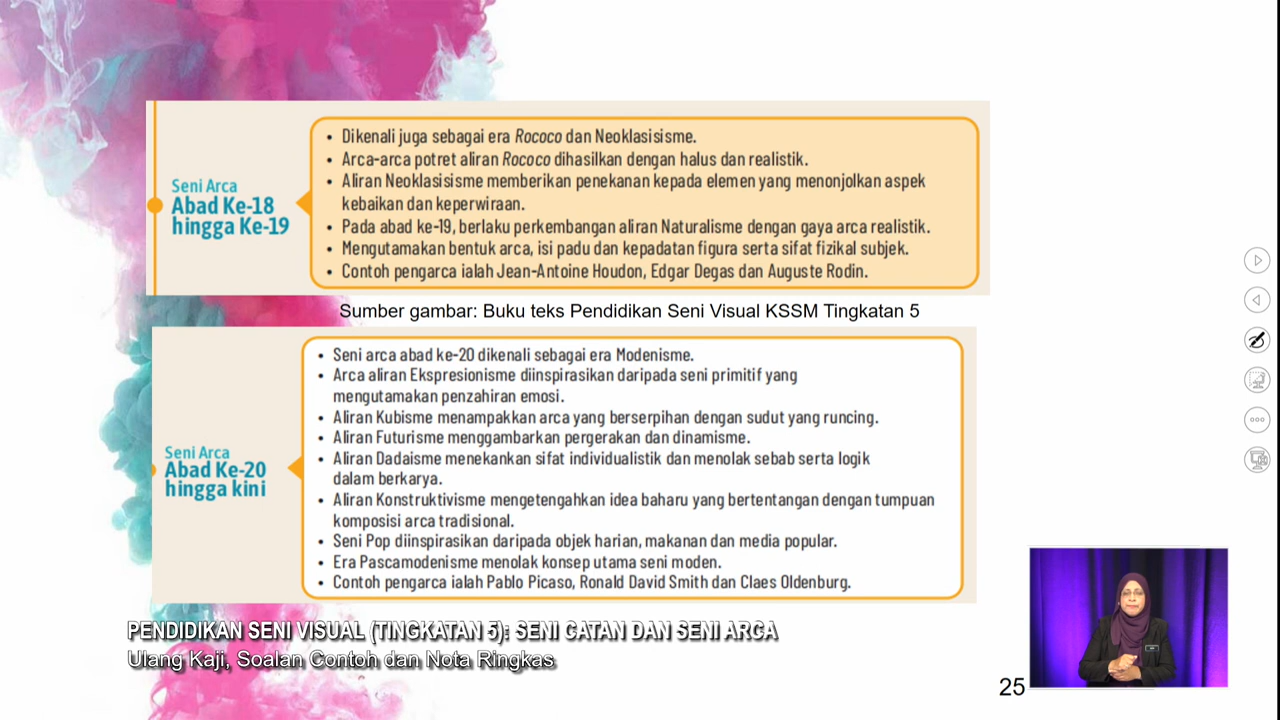 Seni Arca
Abad Ke-18
hingga Ke-19
• Dikenali juga sebagai era Rococo dan Neoklasisisme.
• Arca-arca potret aliran Rococo dihasilkan dengan halus dan realistik.
• Aliran Neoklasisisme memberikan penekanan kepada elemen yang menonjolkan aspek
kebaikan dan keperwiraan.
• Pada abad ke-19, berlaku perkembangan aliran Naturalisme dengan gaya arca realistik.
• Mengutamakan bentuk arca, isi padu dan kepadatan figura serta sifat fizikal subjek.
• Contoh pengarca ialah Jean-Antoine Houdon, Edgar Degas dan Auguste Rodin.
Sumber gambar: Buku teks Pendidikan Seni Visual KSSM Tingkatan 5
Seni Arca
Abad Ke-20
hingga kini
• Seni arca abad ke-20 dikenali sebagai era Modenisme.
• Arca aliran Ekspresionisme diinspirasikan daripada seni primitif yang
mengutamakan penzahiran emosi.
• Aliran Kubisme menampakkan arca yang berserpihan dengan sudut yang runcing.
• Aliran Futurisme menggambarkan pergerakan dan dinamisme.
• Aliran Dadaisme menekankan sifat individualistik dan menolak sebab serta logik
dalam berkarya.
• Aliran Konstruktivisme mengetengahkan idea baharu yang bertentangan dengan tumpuan
komposisi arca tradisional.
• Seni Pop diinspirasikan daripada objek harian, makanan dan media popular.
• Era Pascamodenisme menolak konsep utama seni moden.
• Contoh pengarca ialah Pablo Picaso, Ronald David Smith dan Claes Oldenburg.
PENDIDIKAN SENI VISUAL (TINGKATAN 5): SENI CATAN DAN SENI ARCA
Ulang Kaji, Soalan Contoh dan Nota Ringkas
25